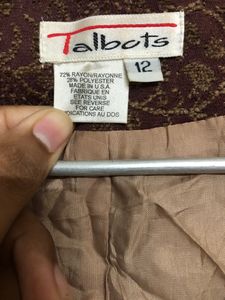 Talbots
12
72% RAYON/RAYONNE
28% POLYESTER
MADE IN U.S.A
FABRIQUE EN
ETATS UNIS
SEE REVERSE
FOR CARE
INDICATIONS AU DDS